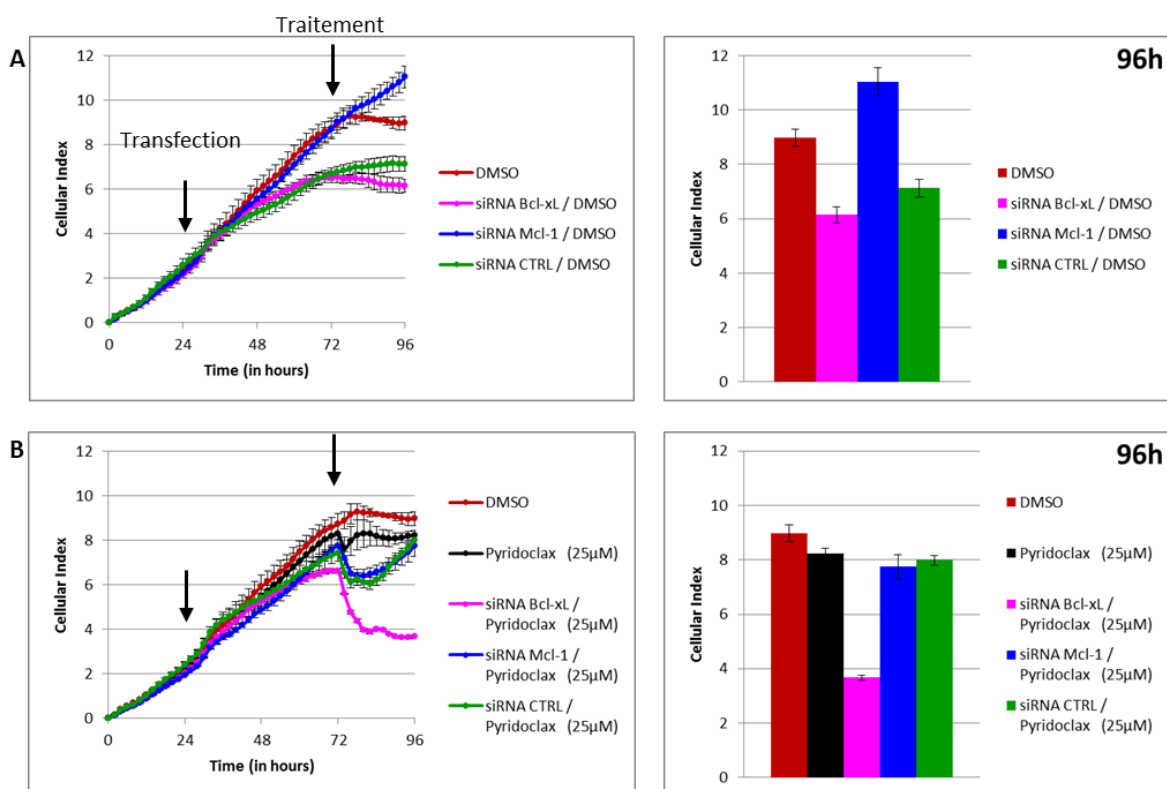 Traitement
A
Transfection
12
10
8
6
4
2
0
0 24 48 72 96
Cellular Index
Time (in hours)
DMSO
siRNA Bcl-xL / DMSO
siRNA Mcl-1 / DMSO
siRNA CTRL / DMSO
96h
12
10
8
6
4
2
0
Cellular Index
DMSO
siRNA Bcl-xL / DMSO
siRNA Mcl-1 / DMSO
siRNA CTRL / DMSO
B
12
10
8
6
4
2
0
0 24 48 72 96
Cellular Index
Time (in hours)
DMSO
Pyridoclax (25µM)
siRNA Bcl-xL /
Pyridoclax (25µM)
siRNA Mcl-1 /
Pyridoclax (25µM)
siRNA CTRL /
Pyridoclax (25µM)
96h
12
10
8
6
4
2
0
Cellular Index
DMSO
Pyridoclax (25µM)
siRNA Bcl-xL /
Pyridoclax (25µM)
siRNA Mcl-1 /
Pyridoclax (25µM)
siRNA CTRL /
Pyridoclax (25µM)